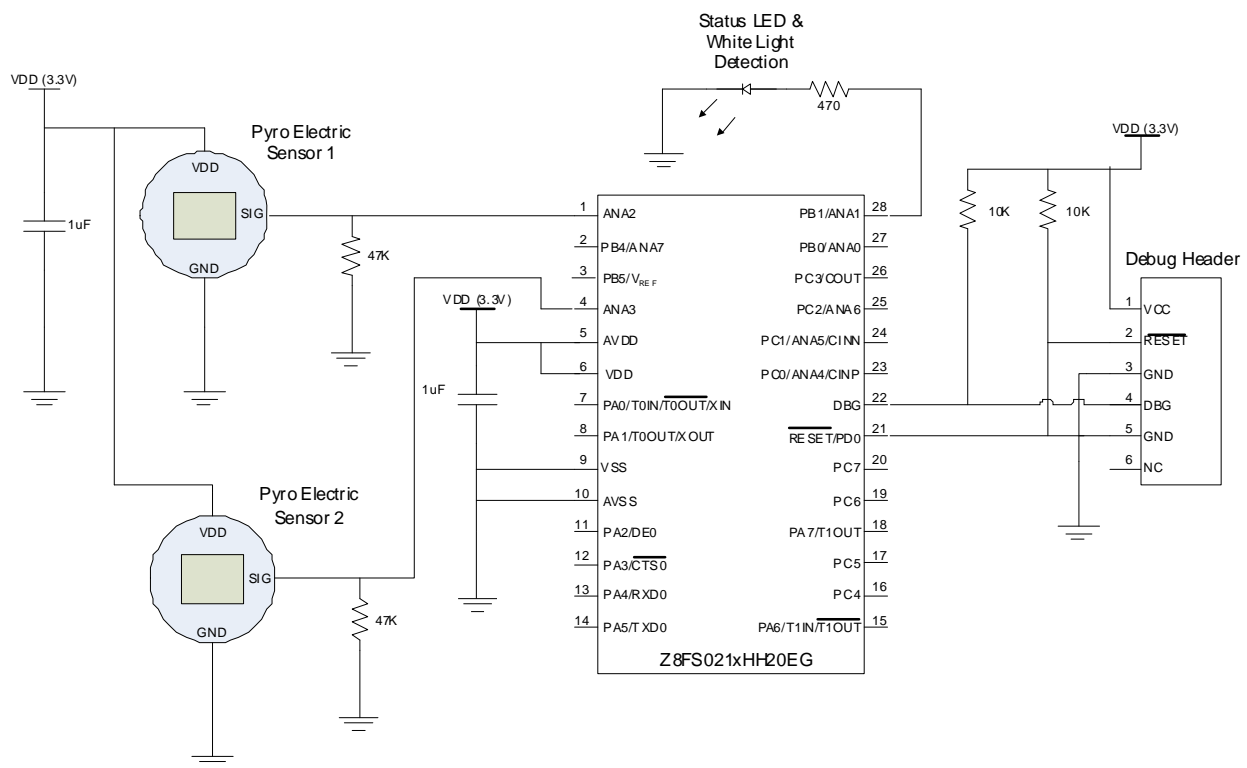 Status LED &
White Light
Detection
470
VDD (3.3V)
Pyro Electric
Sensor 1
VDD
SIG
GND
1uF
47K
VDD (3.3V)
1uF
Pyro Electric
Sensor 2
VDD
SIG
GND
47K
1 ANA2
2 PB4/ANA7
3 PB5/VREF
4 ANA3
5 AVDD
6 VDD
7 PA0/T0IN/T0OUT/XIN
8 PA1/T0OUT/XOUT
9 VSS
10 AVSS
11 PA2/DE0
12 PA3/CTS0
13 PA4/RXD0
14 PA5/TXD0
PB1/ANA1 28
PB0/ANA0 27
PC3/COUT 26
PC2/ANA6 25
PC1/ANA5/CINN 24
PC0/ANA4/CINP 23
DBG 22
RESET/PD0 21
PC7 20
PC6 19
PA7/T1OUT 18
PC5 17
PC4 16
PA6/T1IN/T1OUT 15
Z8FS021xHH20EG
VDD (3.3V)
10K
10K
Debug Header
1 VCC
2 RESET
3 GND
4 DBG
5 GND
6 NC